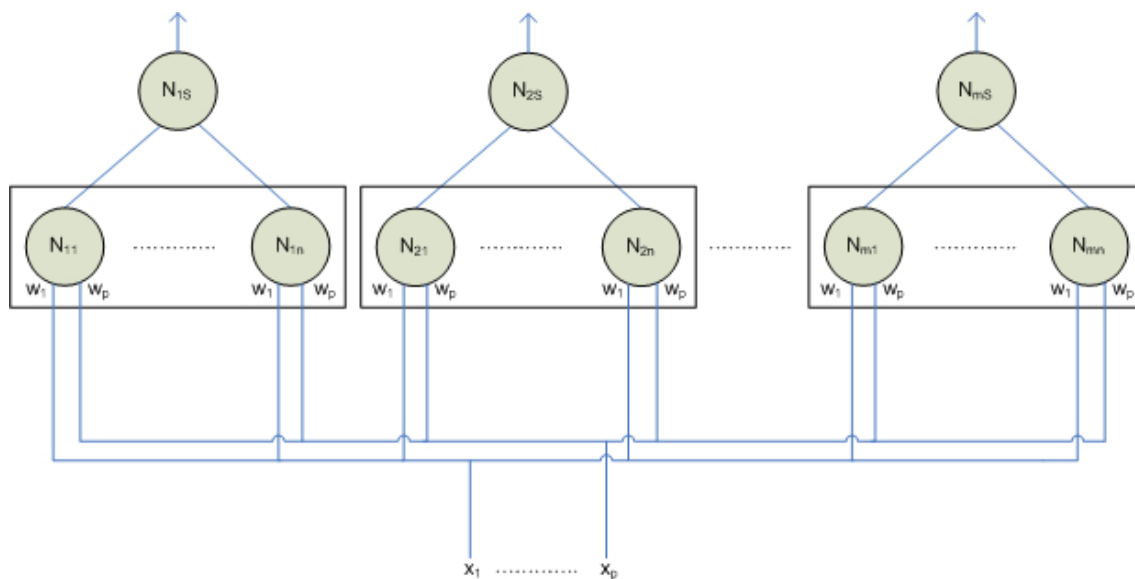 N1S N2S NmS
N11 ............ N1n N21 ............ N2n ............ Nm1 ............ Nmn
w1 wp w1 wp w1 wp w1 wp w1 wp w1 wp
x1 ............ xp